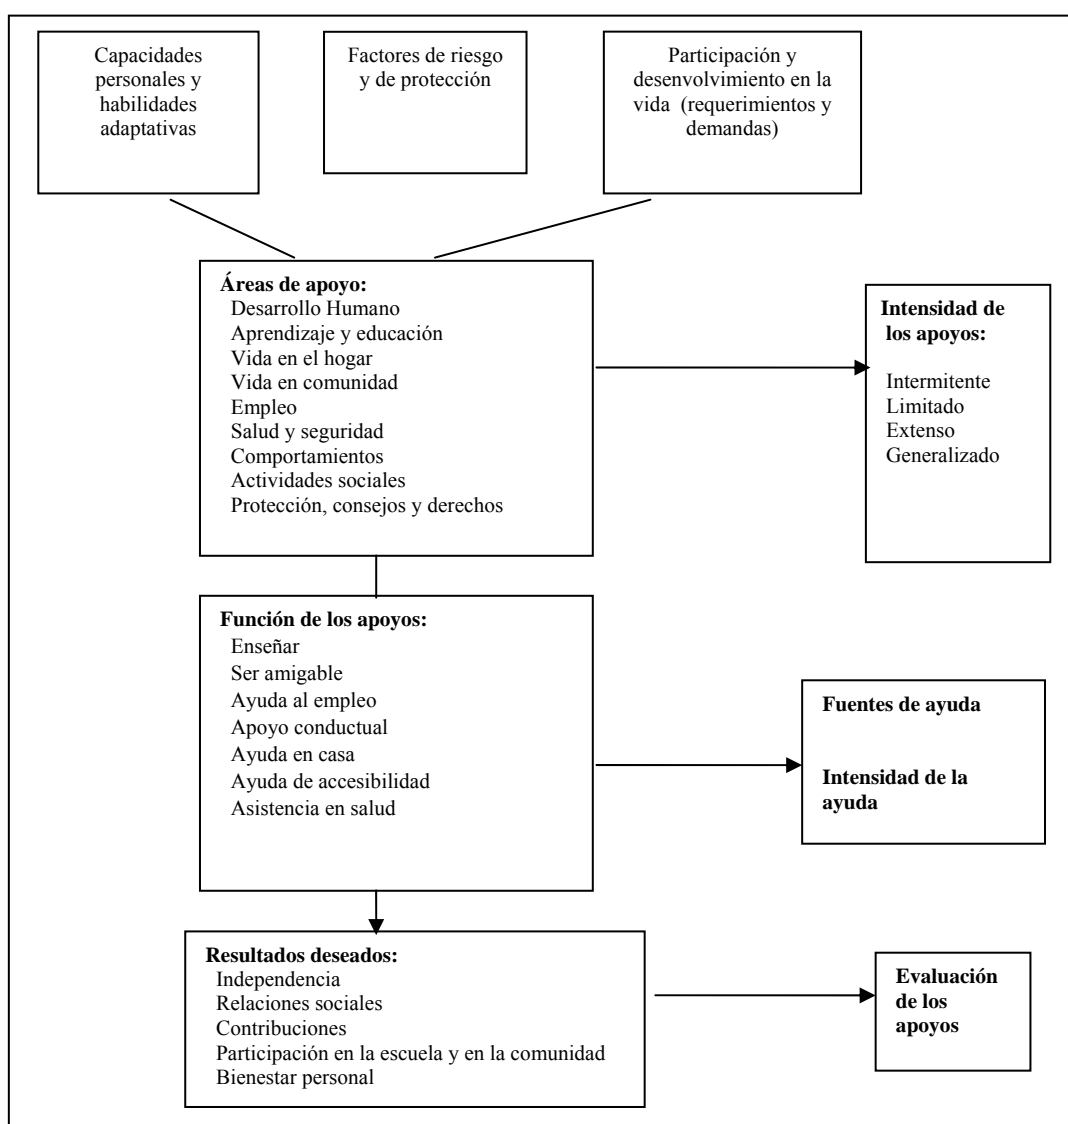 Capacidades
personales y
habilidades
adaptativas
Factores de riesgo
y de protección
Participación y
desenvolvimiento en la
vida (requerimientos y
demandas)
Áreas de apoyo:
Desarrollo Humano
Aprendizaje y educación
Vida en el hogar
Vida en comunidad
Empleo
Salud y seguridad
Comportamientos
Actividades sociales
Protección, consejos y derechos
Intensidad de
los apoyos:
Intermitente
Limitado
Extenso
Generalizado
Función de los apoyos:
Enseñar
Ser amigable
Ayuda al empleo
Apoyo conductual
Ayuda en casa
Ayuda de accesibilidad
Asistencia en salud
Fuentes de ayuda
Intensidad de la
ayuda
Resultados deseados:
Independencia
Relaciones sociales
Contribuciones
Participación en la escuela y en la comunidad
Bienestar personal
Evaluación
de los
apoyos